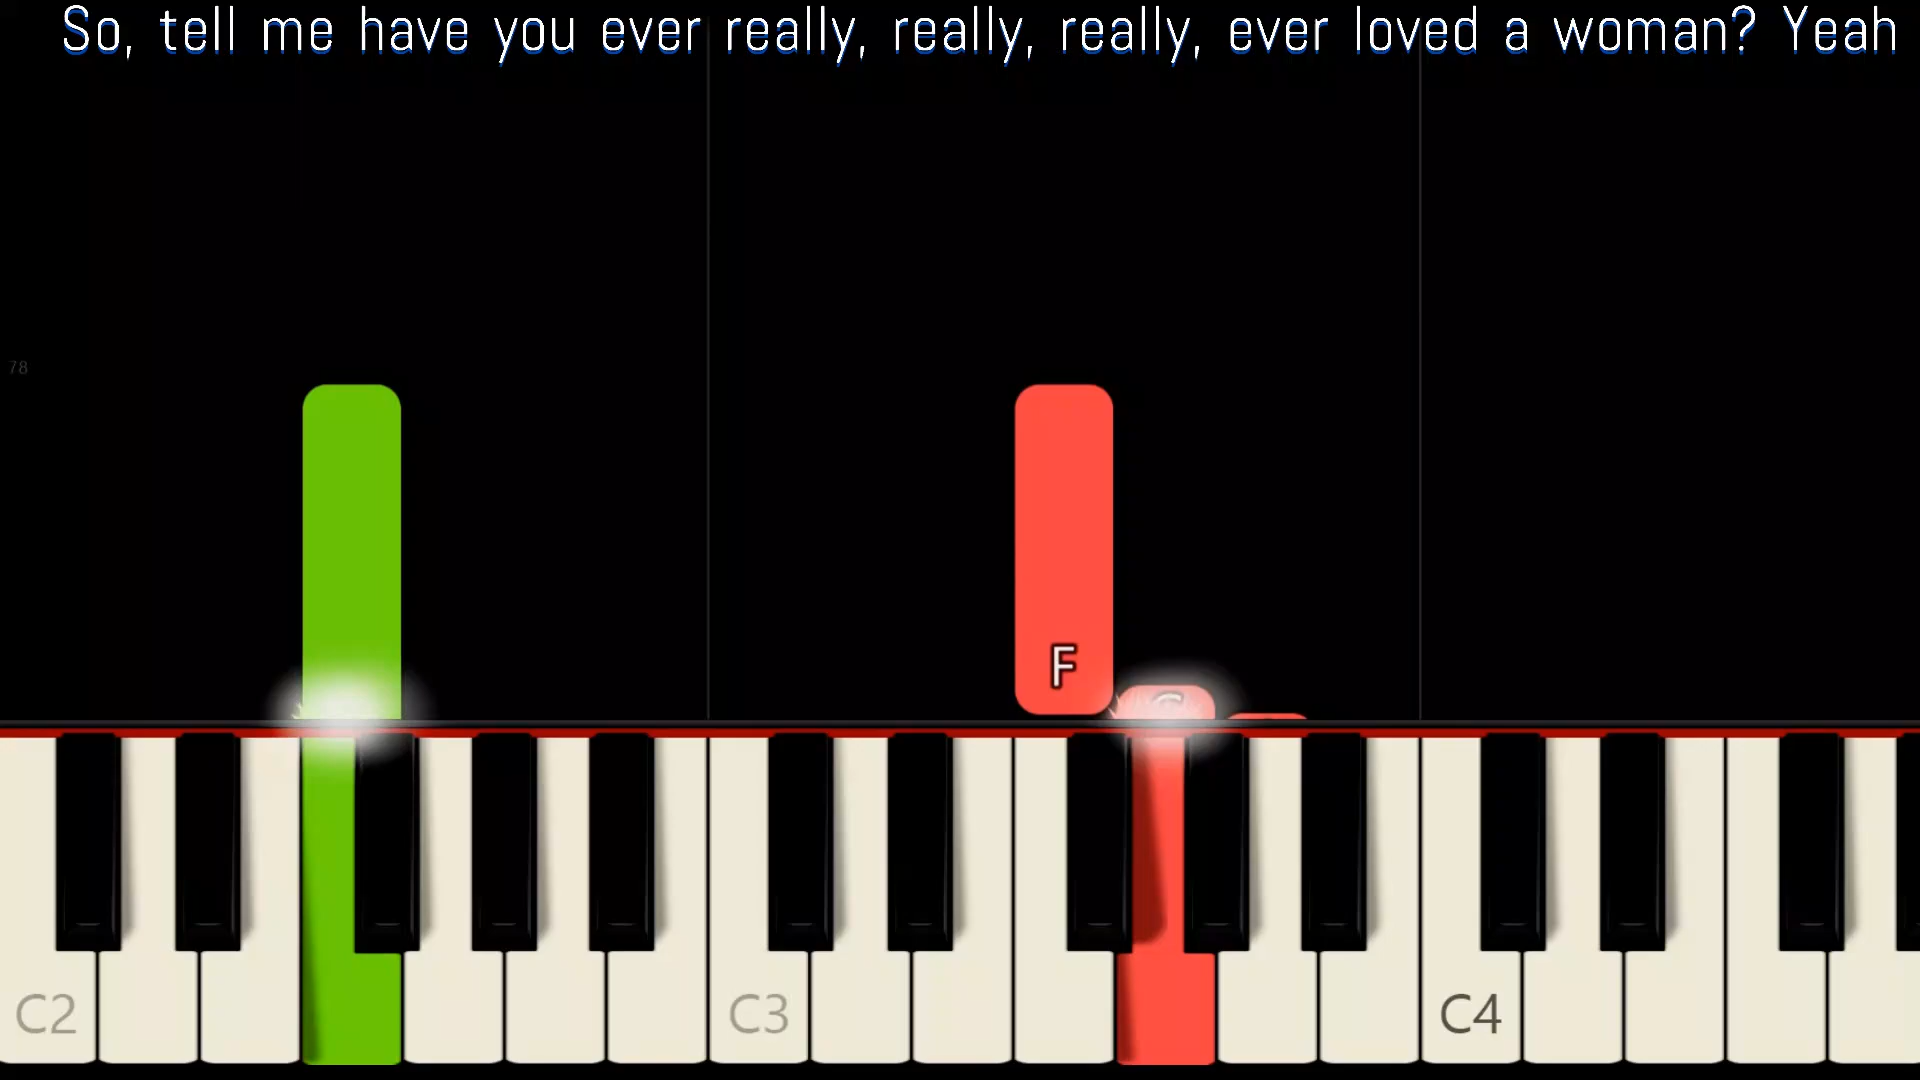 So, tell me have you ever really, really, really, ever loved a woman? Yeah
78
F
C2 C3 C4